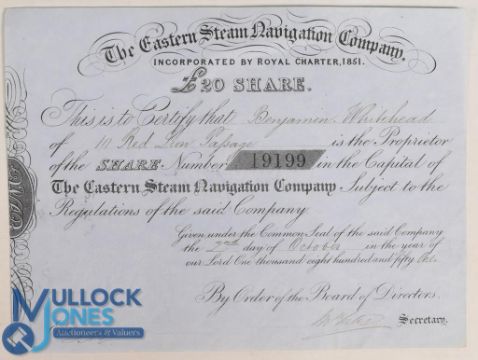 The Eastern Steam Navigation Company.
INCORPORATED BY ROYAL CHARTER, 1851.
£20 SHARE.
This is to Certify that Benjamin Whitehead
of 11 Red Lion Passage is the Proprietor
of the SHARE Number 19199 in the Capital of
The Eastern Steam Navigation Company Subject to the
Regulations of the said Company
Given under the Common Seal of the said Company
the 2nd day of October in the year of
our Lord One thousand eight hundred and fifty One.
By Order of the Board of Directors.
Secretary.
MULLOCK
JONES
Auctioneers & Valuers